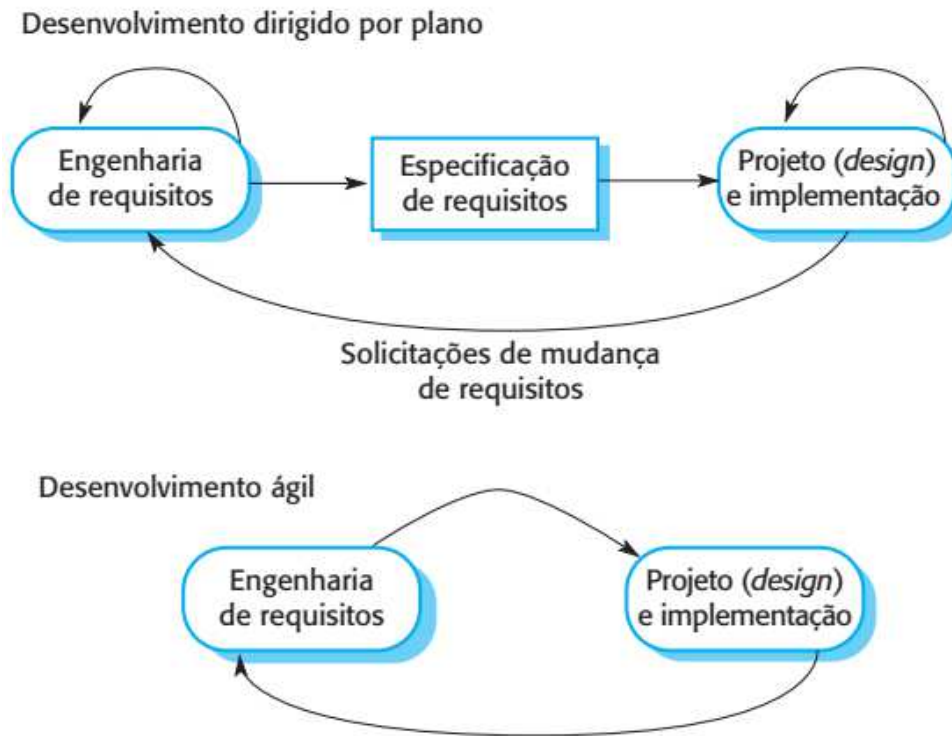 Desenvolvimento dirigido por plano
Engenharia
de requisitos
Especificação
de requisitos
Projeto (design)
e implementação
Solicitações de mudança
de requisitos
Desenvolvimento ágil
Engenharia
de requisitos
Projeto (design)
e implementação